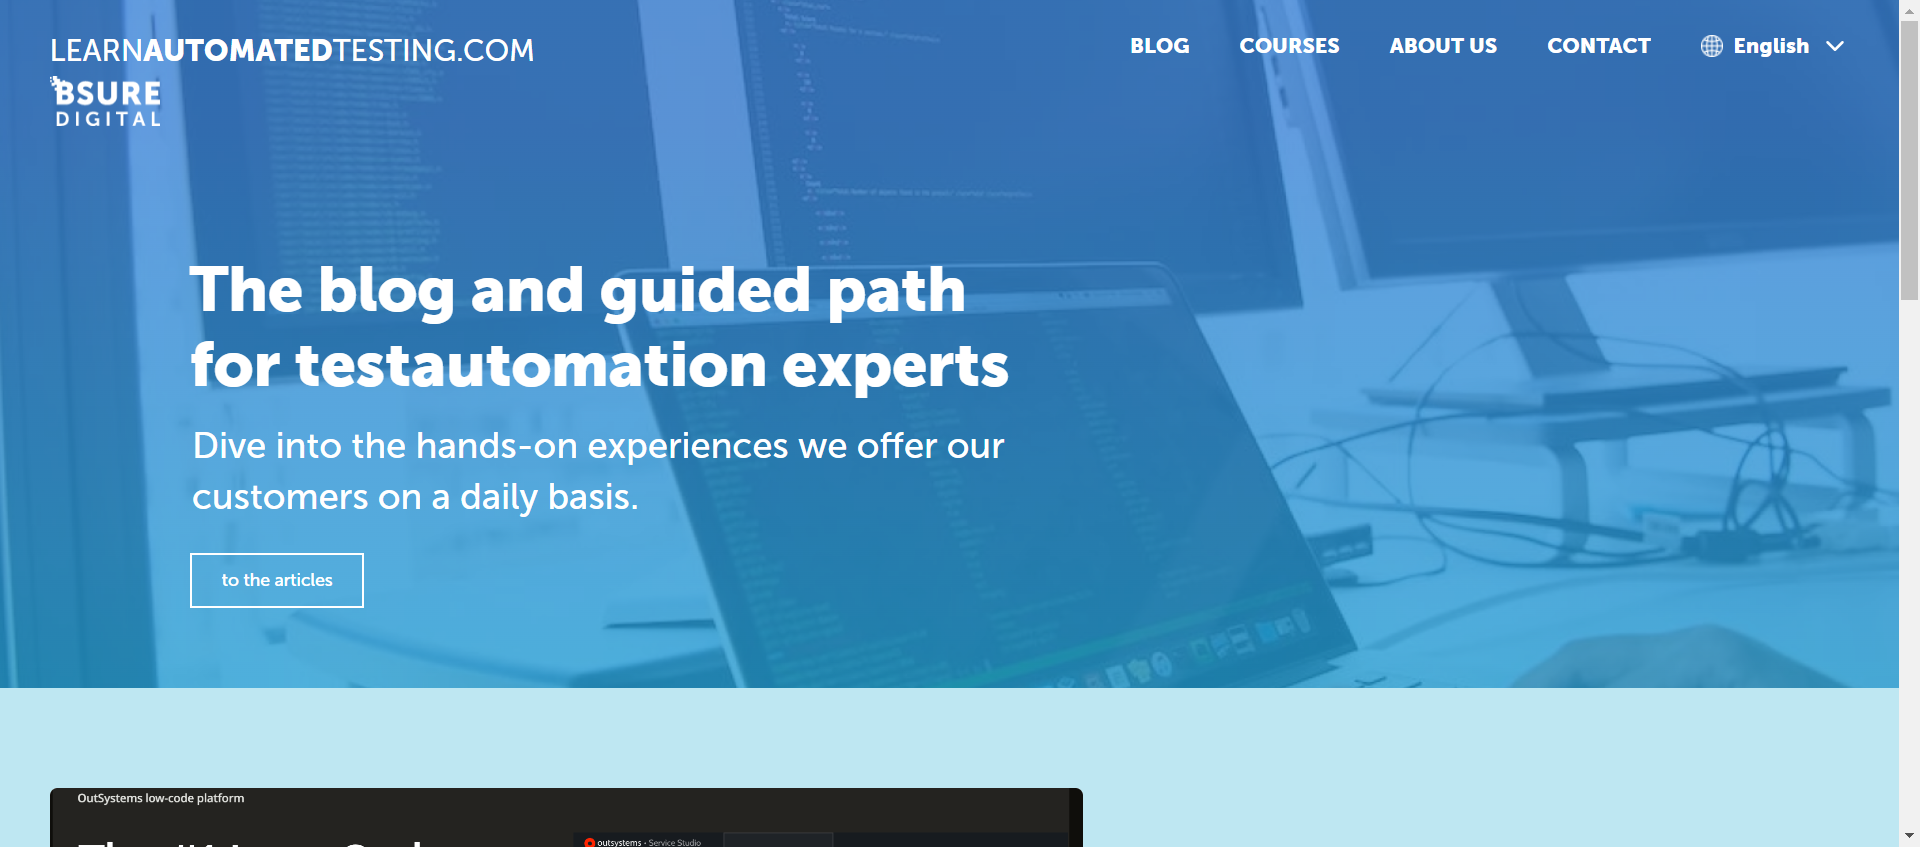 LEARNAUTOMATEDTESTING.COM
BSURE
DIGITAL
BLOG
COURSES
ABOUT US
CONTACT
English
The blog and guided path
for testautomation experts
Dive into the hands-on experiences we offer our
customers on a daily basis.
to the articles
OutSystems low-code platform
outsystems • Service Studio